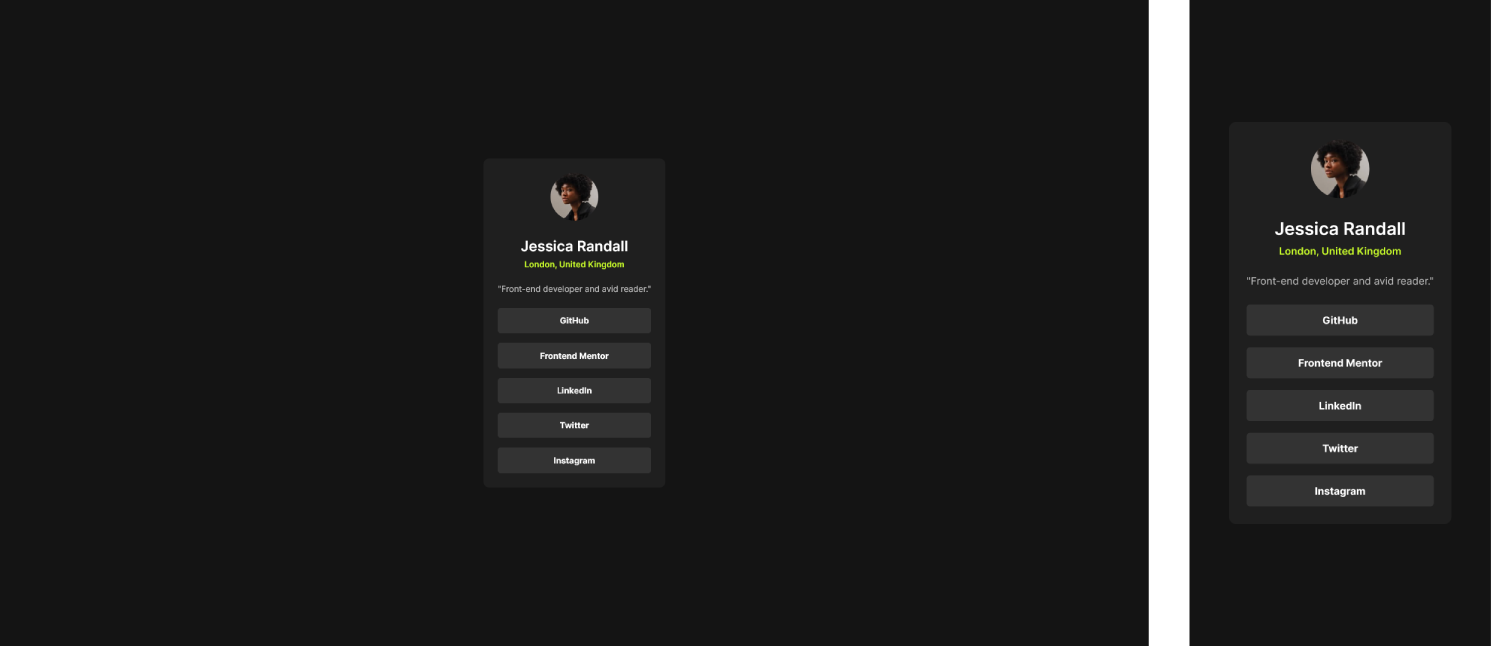 Jessica Randall
London, United Kingdom
"Front-end developer and avid reader."
GitHub
Frontend Mentor
LinkedIn
Twitter
Instagram
Jessica Randall
London, United Kingdom
"Front-end developer and avid reader."
GitHub
Frontend Mentor
LinkedIn
Twitter
Instagram